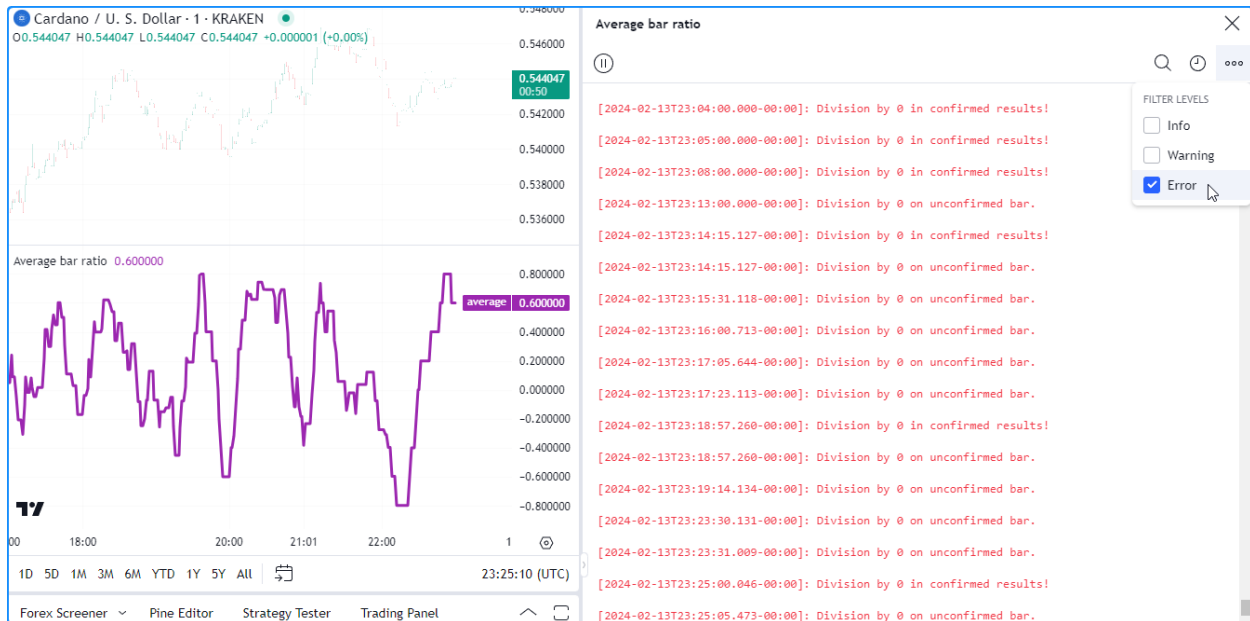 Cardano / U. S. Dollar · 1 · KRAKEN
O0.544047 H0.544047 L0.544047 C0.544047 +0.000001 (+0.00%)
0.548000
0.546000
0.544047
00:50
0.542000
0.540000
0.538000
0.536000
Average bar ratio 0.600000
0.800000
average 0.600000
0.400000
0.200000
0.000000
−0.200000
−0.400000
−0.600000
−0.800000
00 18:00 20:00 21:01 22:00 1
1D 5D 1M 3M 6M YTD 1Y 5Y All 23:25:10 (UTC)
Forex Screener Pine Editor Strategy Tester Trading Panel
Average bar ratio
FILTER LEVELS
Info
Warning
Error
[2024-02-13T23:04:00.000-00:00]: Division by 0 in confirmed results!
[2024-02-13T23:05:00.000-00:00]: Division by 0 in confirmed results!
[2024-02-13T23:08:00.000-00:00]: Division by 0 in confirmed results!
[2024-02-13T23:13:00.000-00:00]: Division by 0 on unconfirmed bar.
[2024-02-13T23:14:15.127-00:00]: Division by 0 in confirmed results!
[2024-02-13T23:14:15.127-00:00]: Division by 0 on unconfirmed bar.
[2024-02-13T23:15:31.118-00:00]: Division by 0 on unconfirmed bar.
[2024-02-13T23:16:00.713-00:00]: Division by 0 on unconfirmed bar.
[2024-02-13T23:17:05.644-00:00]: Division by 0 on unconfirmed bar.
[2024-02-13T23:17:23.113-00:00]: Division by 0 on unconfirmed bar.
[2024-02-13T23:18:57.260-00:00]: Division by 0 in confirmed results!
[2024-02-13T23:18:57.260-00:00]: Division by 0 on unconfirmed bar.
[2024-02-13T23:19:14.134-00:00]: Division by 0 on unconfirmed bar.
[2024-02-13T23:23:30.131-00:00]: Division by 0 on unconfirmed bar.
[2024-02-13T23:23:31.009-00:00]: Division by 0 on unconfirmed bar.
[2024-02-13T23:25:00.046-00:00]: Division by 0 in confirmed results!
[2024-02-13T23:25:05.473-00:00]: Division by 0 on unconfirmed bar.